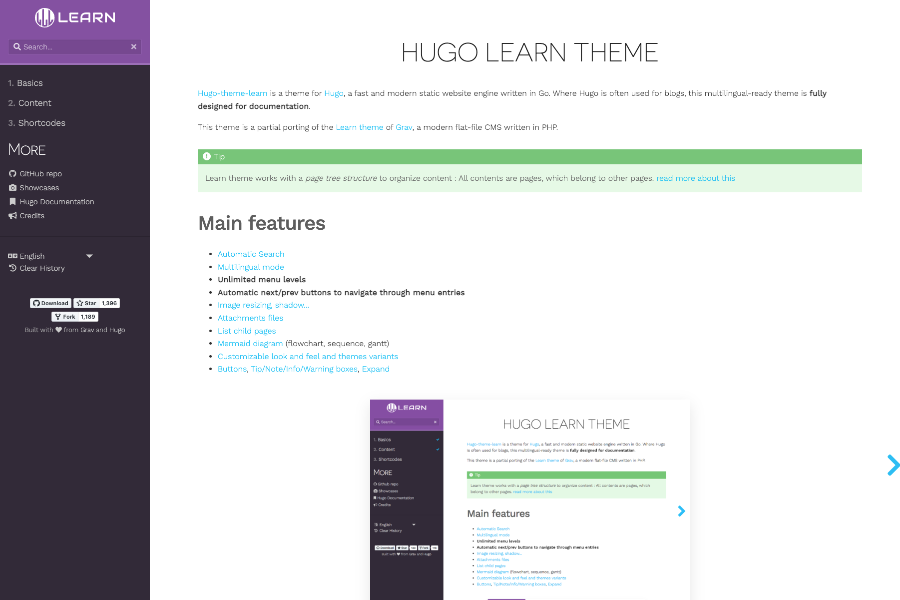 LEARN
Search...
1. Basics
2. Content
3. Shortcodes
MORE
GitHub repo
Showcases
Hugo Documentation
Credits
English
Clear History
Download Star 1,396
Fork 1,189
Built with from Grav and Hugo
HUGO LEARN THEME
Hugo-theme-learn is a theme for Hugo, a fast and modern static website engine written in Go. Where Hugo is often used for blogs, this multilingual-ready theme is fully
designed for documentation.
This theme is a partial porting of the Learn theme of Grav, a modern flat-file CMS written in PHP.
Tip
Learn theme works with a page tree structure to organize content : All contents are pages, which belong to other pages. read more about this
Main features
Automatic Search
Multilingual mode
Unlimited menu levels
Automatic next/prev buttons to navigate through menu entries
Image resizing, shadow...
Attachments files
List child pages
Mermaid diagram (flowchart, sequence, gantt)
Customizable look and feel and themes variants
Buttons, Tip/Note/Info/Warning boxes, Expand
LEARN
Search...
1. Basics
2. Content
3. Shortcodes
MORE
GitHub repo
Showcases
Hugo Documentation
Credits
English
Clear History
Download Star
Fork
Built with from Grav and Hugo
HUGO LEARN THEME
Hugo-theme-learn is a theme for Hugo, a fast and modern static website engine written in Go. Where Hugo
is often used for blogs, this multilingual-ready theme is fully designed for documentation.
This theme is a partial porting of the Learn theme of Grav, a modern flat-file CMS written in PHP.
Tip
Learn theme works with a page tree structure to organize content : All contents are pages, which
belong to other pages. read more about this
Main features
Automatic Search
Multilingual mode
Unlimited menu levels
Automatic next/prev buttons to navigate through menu entries
Image resizing, shadow...
Attachments files
List child pages
Mermaid diagram (flowchart, sequence, gantt)
Customizable look and feel and themes variants
Buttons, Tip/Note/Info/Warning boxes, Expand